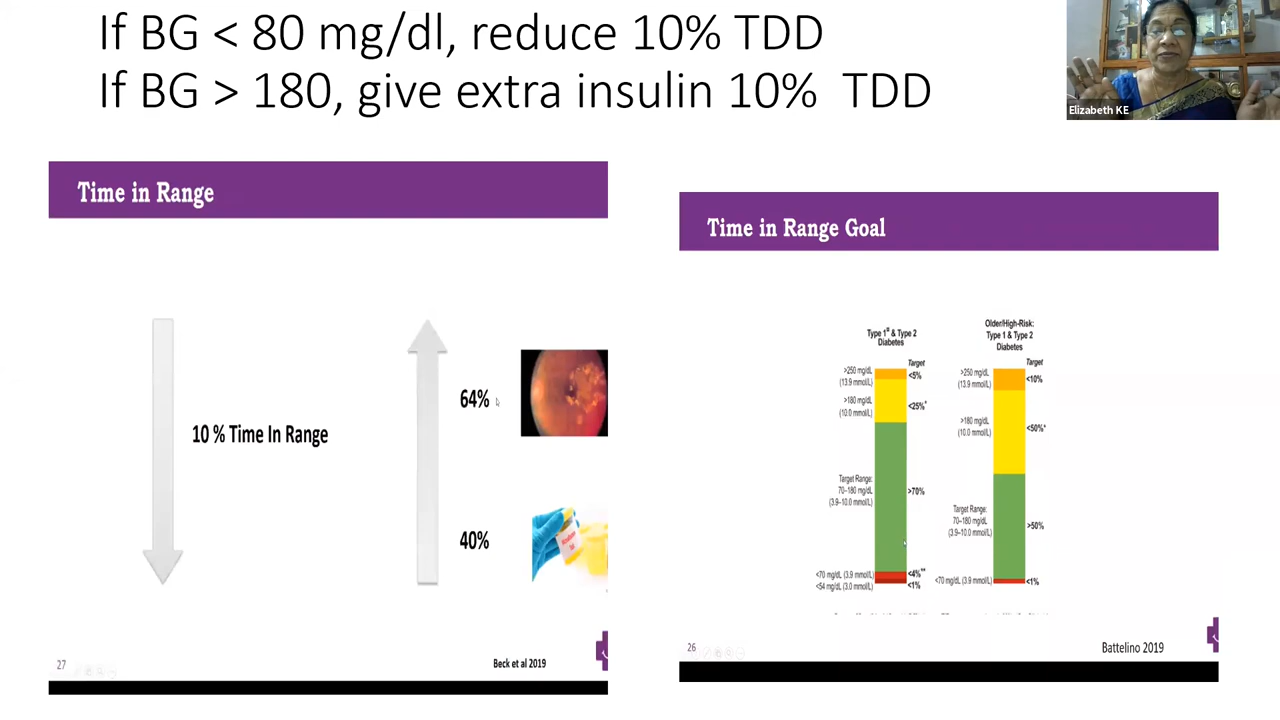 If BG < 80 mg/dl, reduce 10% TDD
If BG > 180, give extra insulin 10% TDD
Elizabeth KE
Time in Range
10 % Time In Range
64%
40%
27
Beck et al 2019
Time in Range Goal
Type 1# & Type 2
Diabetes
Target
>250 mg/dL
(13.9 mmol/L)
<5%
>180 mg/dL
(10.0 mmol/L)
<25%*
Target Range:
70–180 mg/dL
(3.9–10.0 mmol/L)
>70%
<70 mg/dL (3.9 mmol/L)
<4%**
<54 mg/dL (3.0 mmol/L)
<1%
Older/High-Risk:
Type 1 & Type 2
Diabetes
Target
>250 mg/dL
(13.9 mmol/L)
<10%
>180 mg/dL
(10.0 mmol/L)
<50%*
Target Range:
70–180 mg/dL
(3.9–10.0 mmol/L)
>50%
<70 mg/dL (3.9 mmol/L)
<1%
26
Battelino 2019